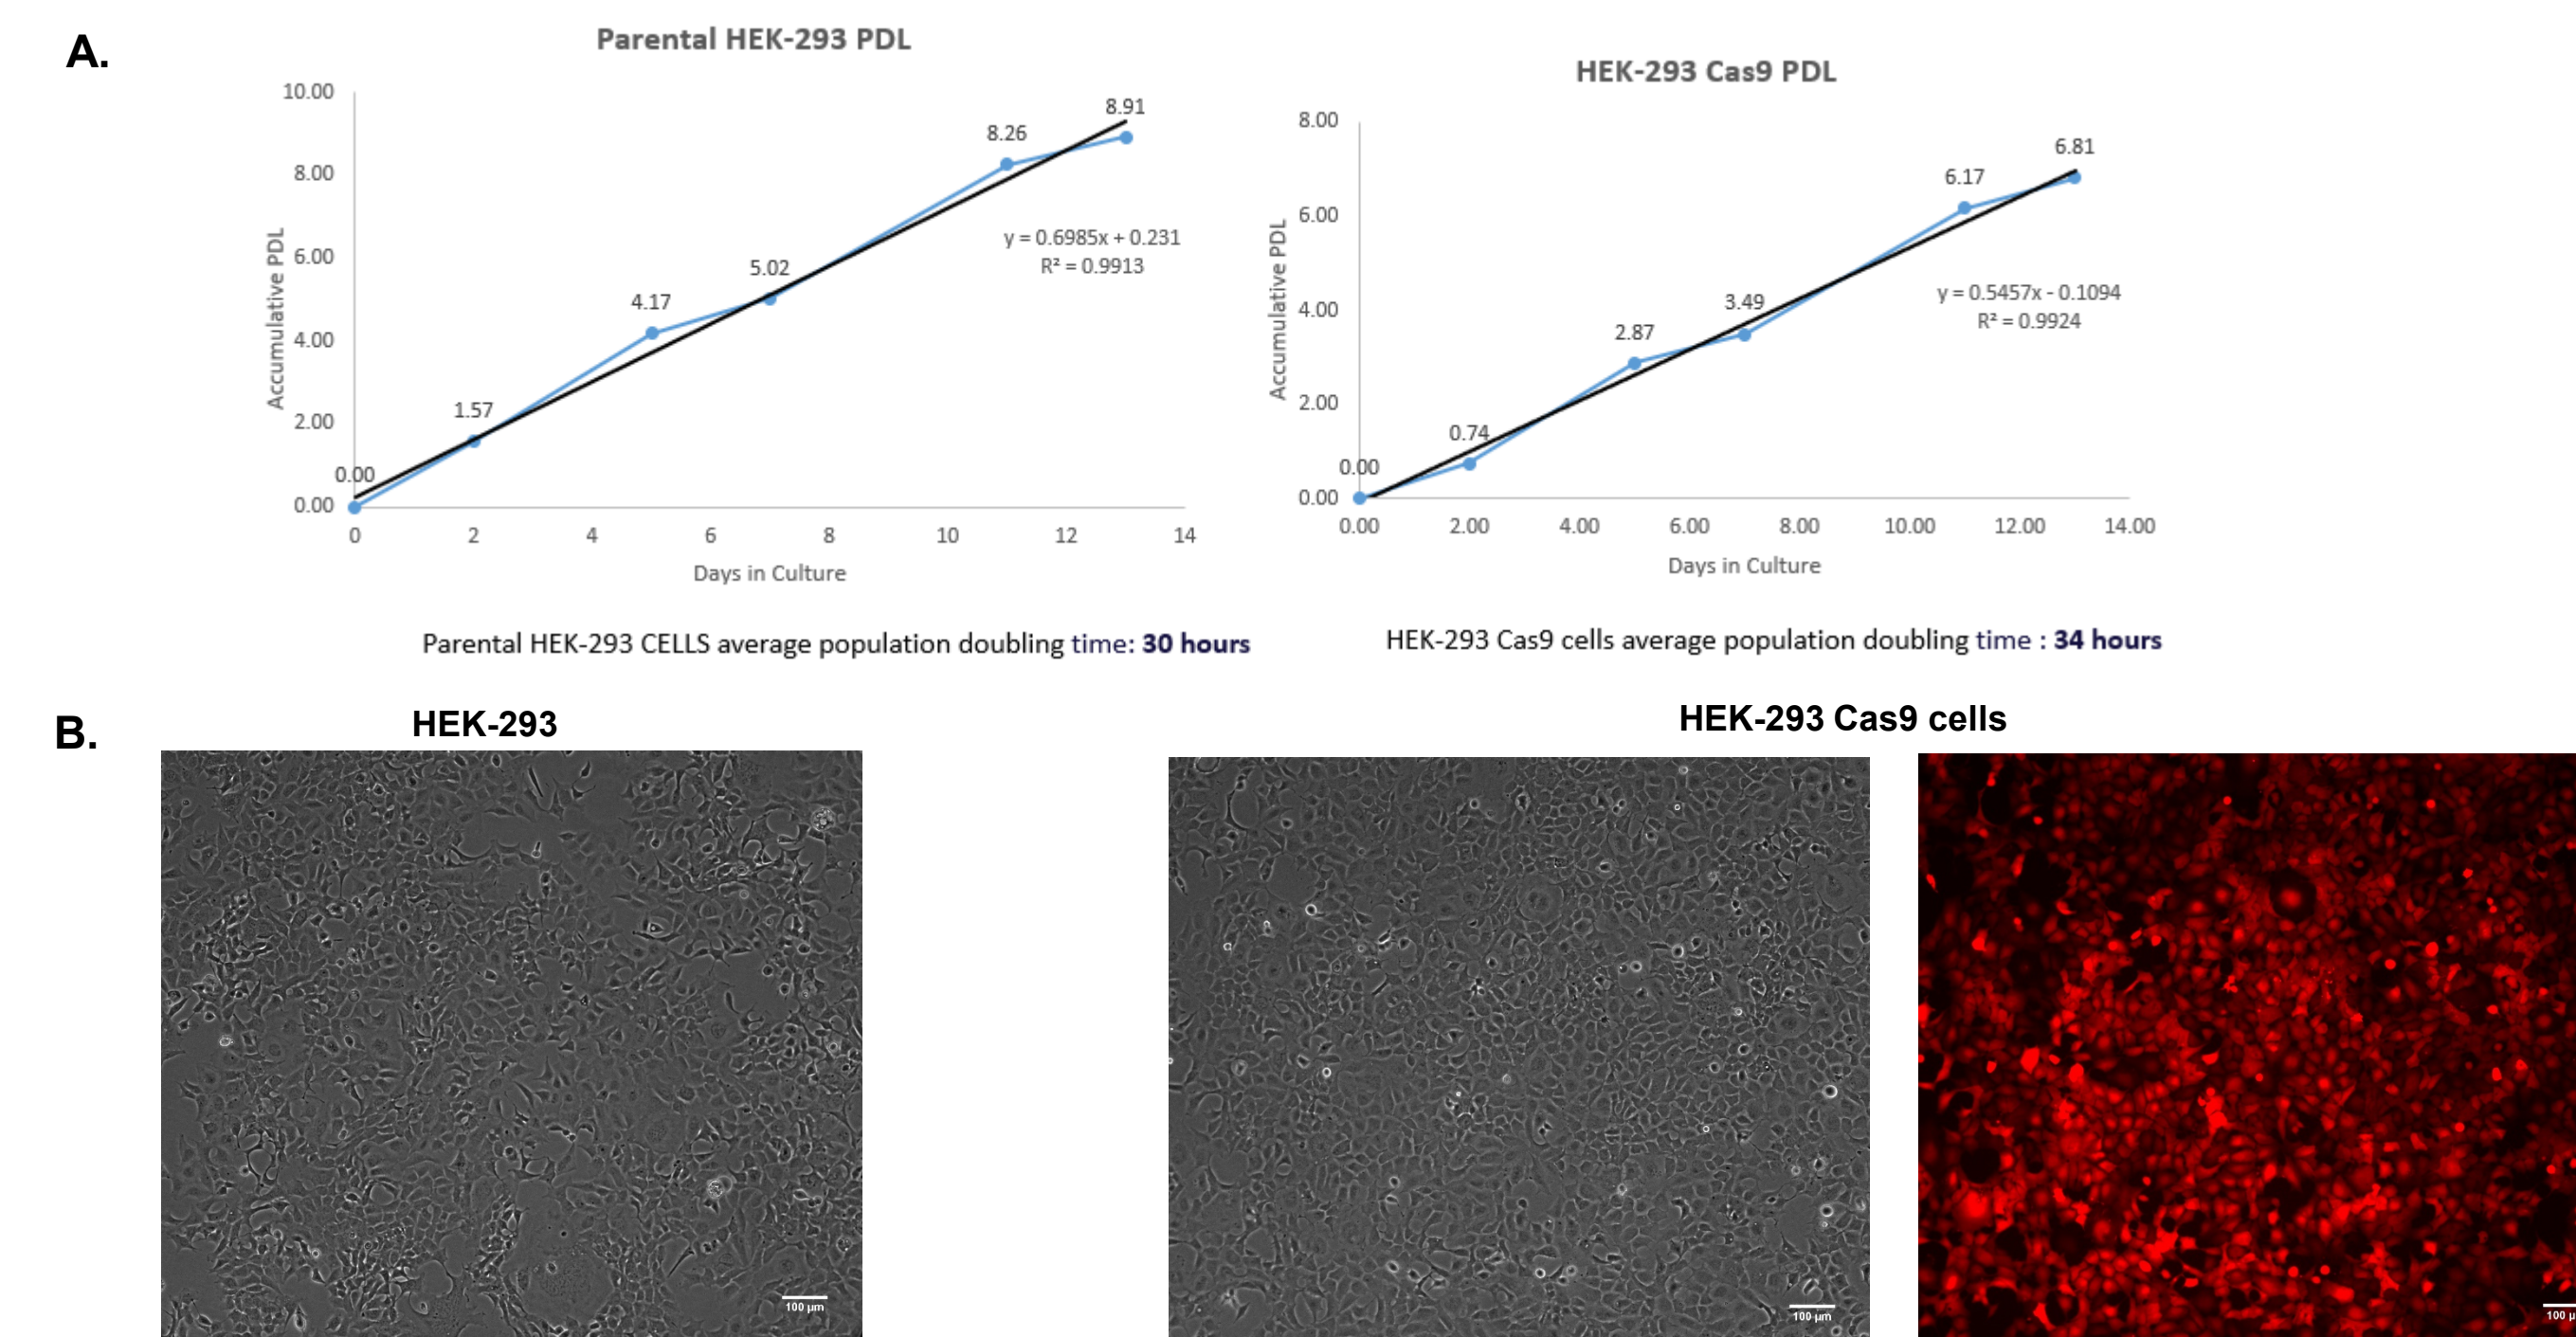 A.
Parental HEK-293 PDL
10.00
8.00
6.00
4.00
2.00
0.00
Accumulative PDL
0.00
1.57
4.17
5.02
8.26
8.91
y = 0.6985x + 0.231
R² = 0.9913
0 2 4 6 8 10 12 14
Days in Culture
Parental HEK-293 CELLS average population doubling time: 30 hours
HEK-293 Cas9 PDL
8.00
6.00
4.00
2.00
0.00
Accumulative PDL
0.00
0.74
2.87
3.49
6.17
6.81
y = 0.5457x - 0.1094
R² = 0.9924
0.00 2.00 4.00 6.00 8.00 10.00 12.00 14.00
Days in Culture
HEK-293 Cas9 cells average population doubling time : 34 hours
B.
HEK-293
100 µm
HEK-293 Cas9 cells
100 µm
100 µ